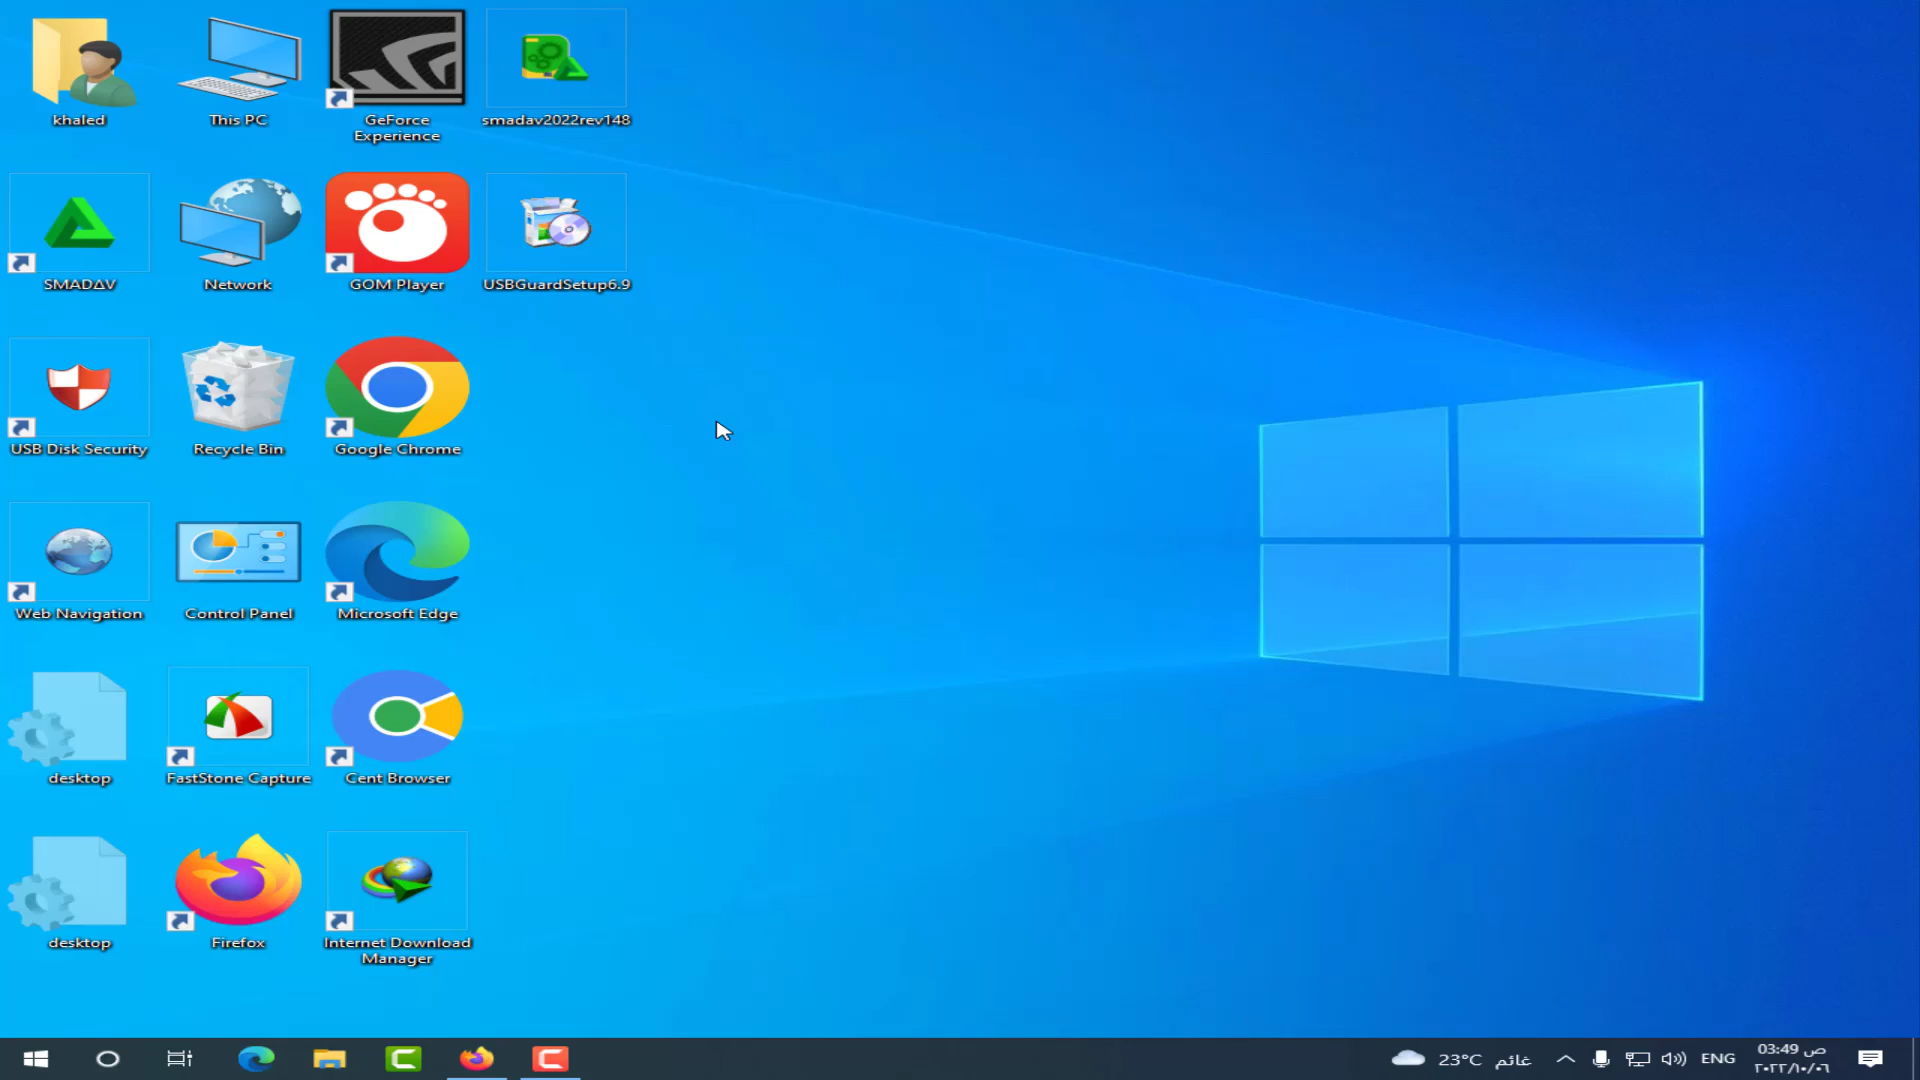 khaled
This PC
GeForce
Experience
smadav2022rev148
SMADΔV
Network
GOM Player
USBGuardSetup6.9
USB Disk Security
Recycle Bin
Google Chrome
Web Navigation
Control Panel
Microsoft Edge
desktop
FastStone Capture
Cent Browser
desktop
Firefox
Internet Download
Manager
23°C غائم
ENG
03:49 ص
٢٠٢٢/١٠/٠٦